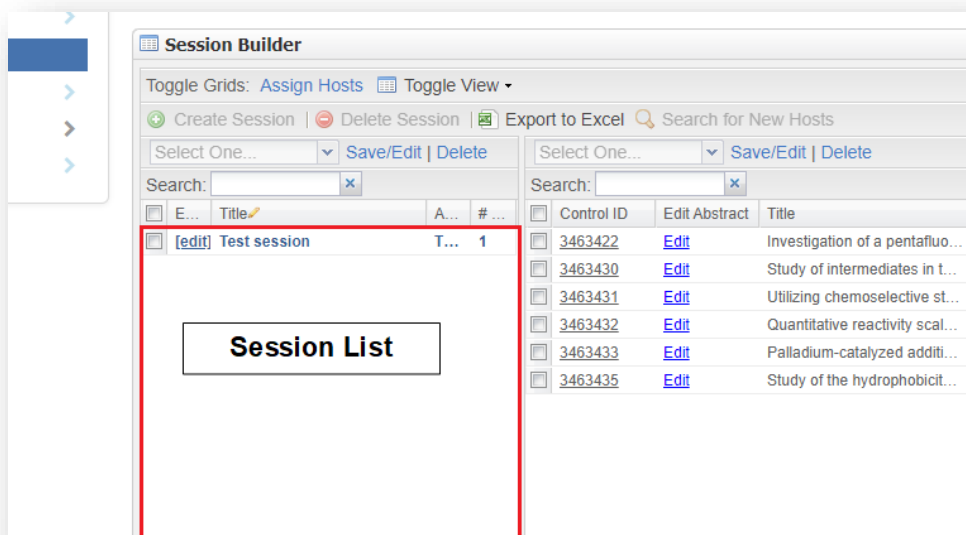 Session Builder
Toggle Grids: Assign Hosts Toggle View
Create Session | Delete Session | Export to Excel Search for New Hosts
Select One... Save/Edit | Delete Select One... Save/Edit | Delete
Search: Search:
E... Title A... # ... Control ID Edit Abstract Title
[edit] Test session T... 1 3463422 Edit Investigation of a pentafluo...
3463430 Edit Study of intermediates in t...
3463431 Edit Utilizing chemoselective st...
3463432 Edit Quantitative reactivity scal...
Session List
3463433 Edit Palladium-catalyzed additi...
3463435 Edit Study of the hydrophobicit...